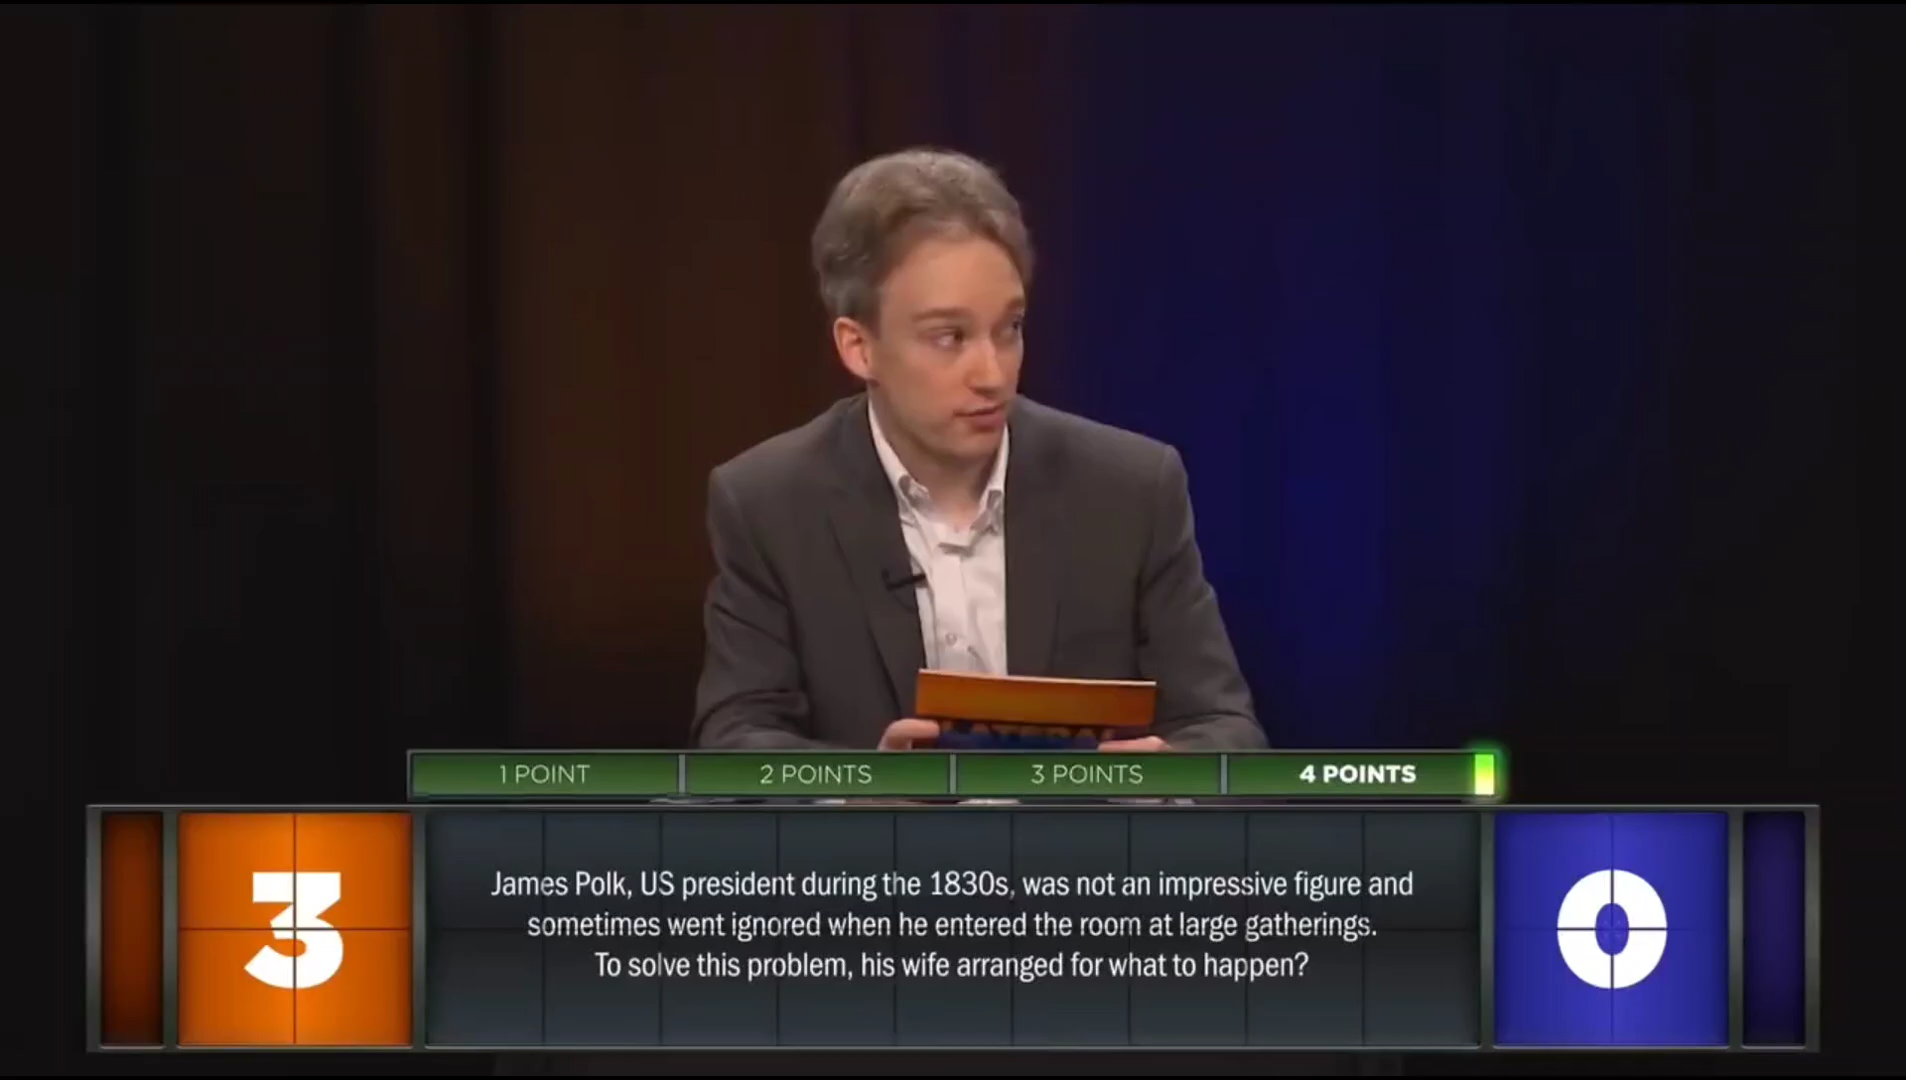 LATERAL
1 POINT
2 POINTS
3 POINTS
4 POINTS
3
James Polk, US president during the 1830s, was not an impressive figure and
sometimes went ignored when he entered the room at large gatherings.
To solve this problem, his wife arranged for what to happen?
0